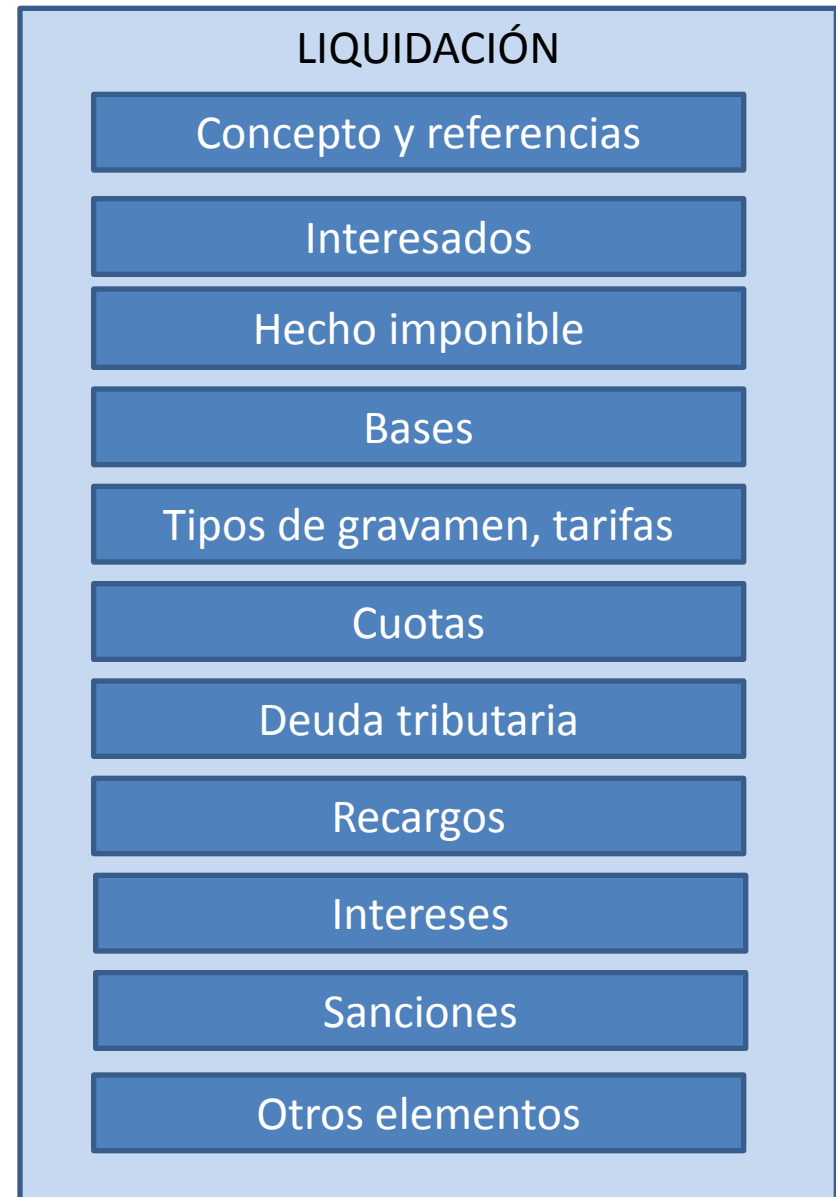 LIQUIDACIÓN
Concepto y referencias
Interesados
Hecho imponible
Bases
Tipos de gravamen, tarifas
Cuotas
Deuda tributaria
Recargos
Intereses
Sanciones
Otros elementos